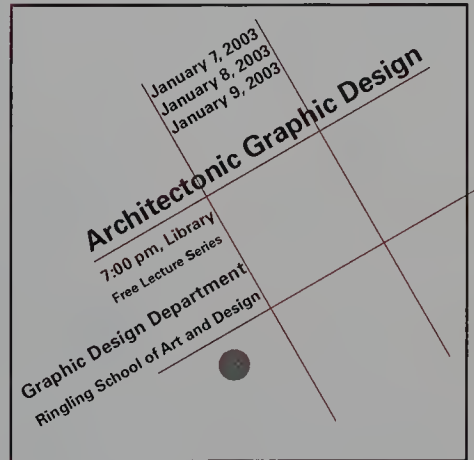 January 7, 2003
January 8, 2003
January 9, 2003
Architectonic Graphic Design
7:00 pm, Library
Free Lecture Series
Graphic Design Department
Ringling School of Art and Design